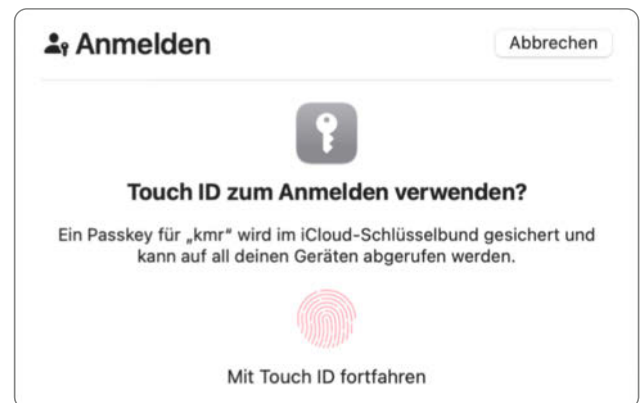 Anmelden
Abbrechen
Touch ID zum Anmelden verwenden?
Ein Passkey für „kmr“ wird im iCloud-Schlüsselbund gesichert und
kann auf all deinen Geräten abgerufen werden.
Mit Touch ID fortfahren